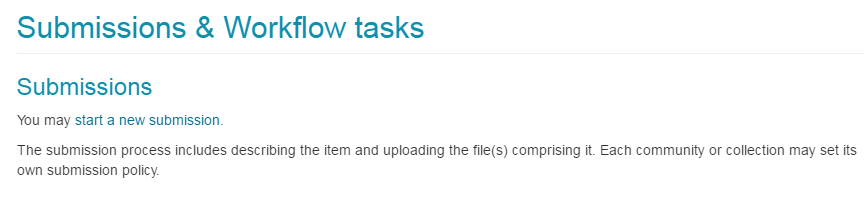 Submissions & Workflow tasks
Submissions
You may start a new submission.
The submission process includes describing the item and uploading the file(s) comprising it. Each community or collection may set its
own submission policy.